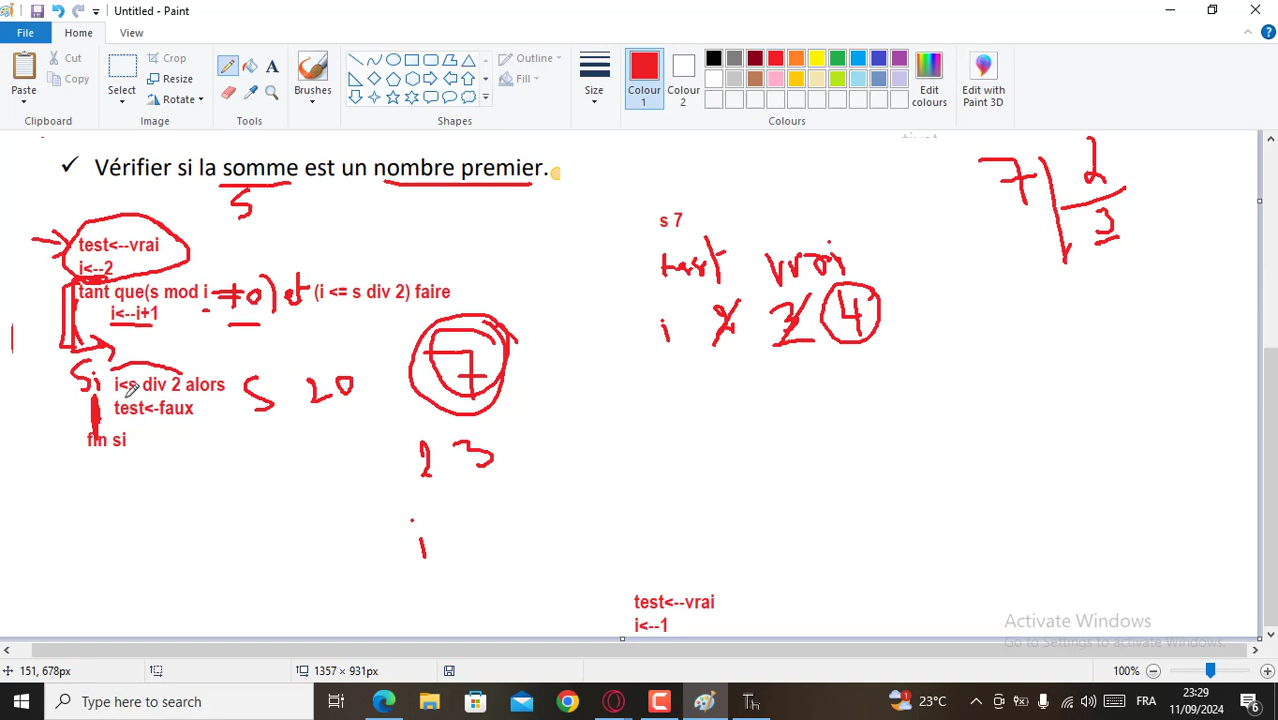 Untitled - Paint
File
Home
View
Paste
Cut
Copy
Clipboard
Select
Crop
Resize
Rotate
Image
A
Tools
Brushes
Outline
Fill
Shapes
Size
Colour 1
Colour 2
Edit colours
Edit with Paint 3D
Colours
✓ Vérifier si la somme est un nombre premier.
S
7 2
3
test<--vrai
i<--2
tant que(s mod i ≠0) et (i <= s div 2) faire
i<--i+1
Si i<s div 2 alors
test<-faux
fin si
S 20
7
2 3
i
s 7
test vrai
i 2 3 4
test<--vrai
i<--1
Activate Windows
Go to Settings to activate Windows.
151, 678px
1357 × 931px
100%
Type here to search
1
23°C
FRA
23:29
11/09/2024
6